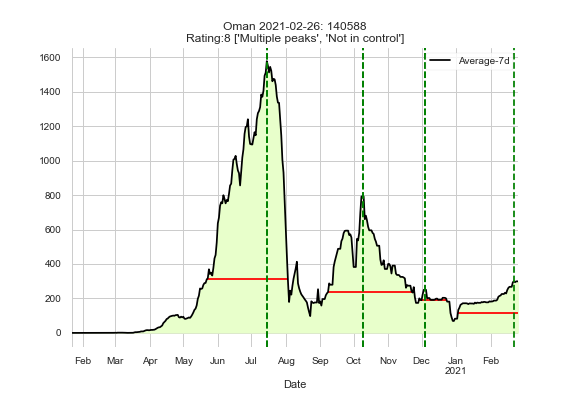 Oman 2021-02-26: 140588
Rating:8 ['Multiple peaks', 'Not in control']
Average-7d
1600
1400
1200
1000
800
600
400
200
0
Feb Mar Apr May Jun Jul Aug Sep Oct Nov Dec Jan Feb
2021
Date